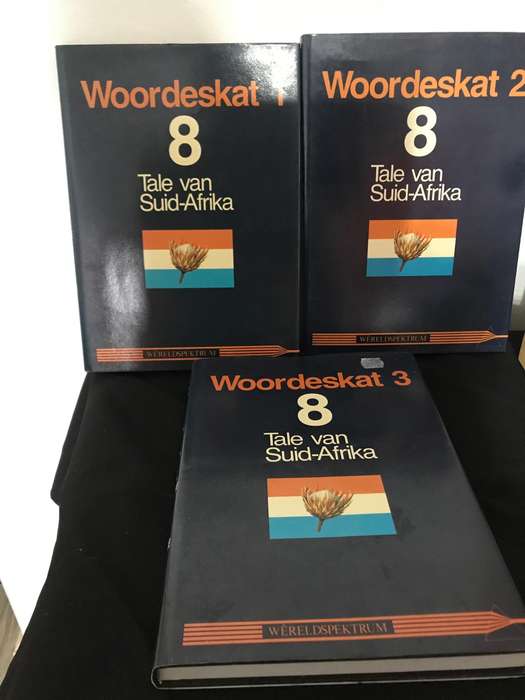 Woordeskat 1
8
Tale van
Suid-Afrika
WÊRELDSPEKTRUM
Woordeskat 2
8
Tale van
Suid-Afrika
WÊRELDSPEKTRUM
Woordeskat 3
8
Tale van
Suid-Afrika
WÊRELDSPEKTRUM